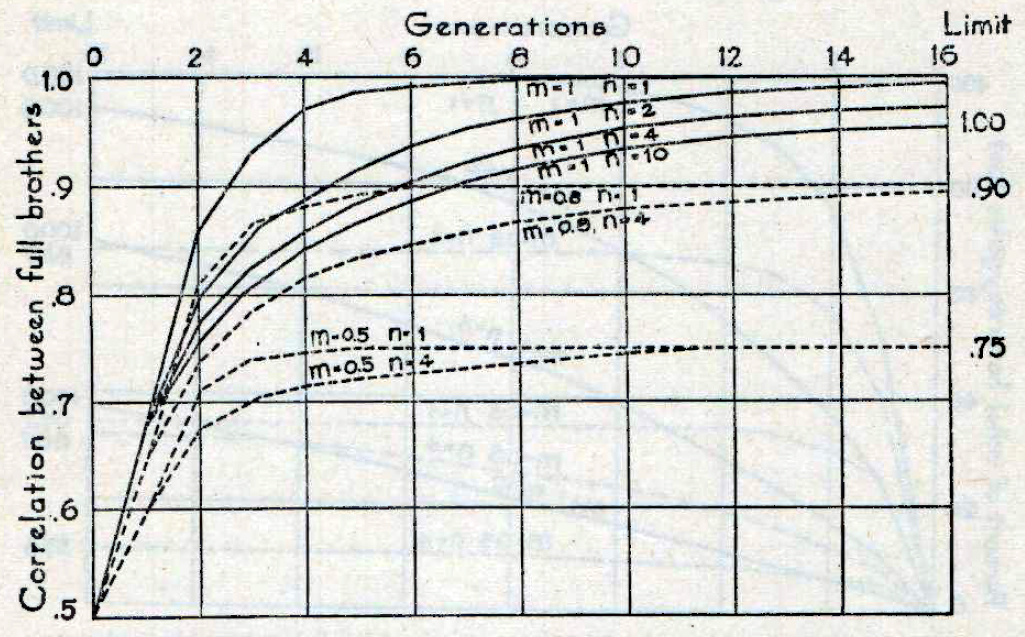 Generations
Limit
0 2 4 6 8 10 12 14 16
1.0
.9
.8
.7
.6
.5
Correlation between full brothers
m=1 n=1
m=1 n=2
m=1 n=4
m=1 n=10
m=0.8 n=1
m=0.8, n=4
m=0.5 n=1
m=0.5 n=4
1.00
.90
.75